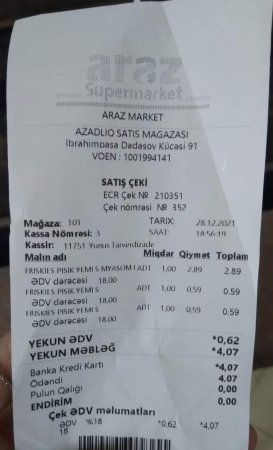 araz
Supermarket
ARAZ MARKET
AZADLIQ SATIS MAGAZASI
Ibrahimpasa Dadasov Küçəsi 91
VOEN : 1001994141
SATIŞ ÇEKİ
ECR Çek № 210351
Çek nömrəsi № 352
Mağaza: 101 TARIX: 28.12.2021
Kassa Nömrəsi: 3 SAAT: 18:56:19
Kassir: 11751 Yunus Tarverdizade
Malın adı Miqdar Qiymət Toplam
FRISKIES PISIK YEMI S MYASOM I ADT 1,00 2,89 2.89
ƏDV dərəcəsi 18.00
FRISKIES PISIK YEMI S ADT 1,00 0,59 0.59
ƏDV dərəcəsi 18.00
FRISKIES PISIK YEMI S ADT 1,00 0,59 0.59
ƏDV dərəcəsi 18.00
YEKUN ƏDV *0,62
YEKUN MƏBLƏĞ *4,07
Banka Kredi Kartı *4,07
Ödəndi 4.07
Pulun Qalığı 0,00
ENDİRİM 0,00
Çek ƏDV məlumatları
ƏDV %18 *0,62 *4,07
18